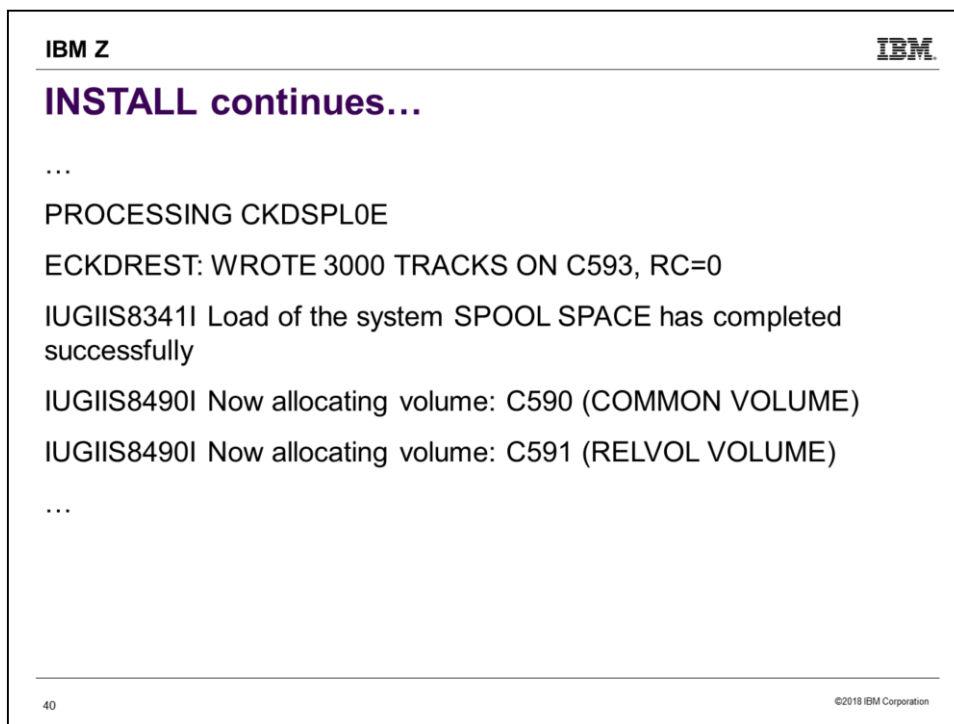 IBM Z
IBM
INSTALL continues…
…
PROCESSING CKDSPL0E
ECKDREST: WROTE 3000 TRACKS ON C593, RC=0
IUGIIS8341I Load of the system SPOOL SPACE has completed
successfully
IUGIIS8490I Now allocating volume: C590 (COMMON VOLUME)
IUGIIS8490I Now allocating volume: C591 (RELVOL VOLUME)
…
40
©2018 IBM Corporation